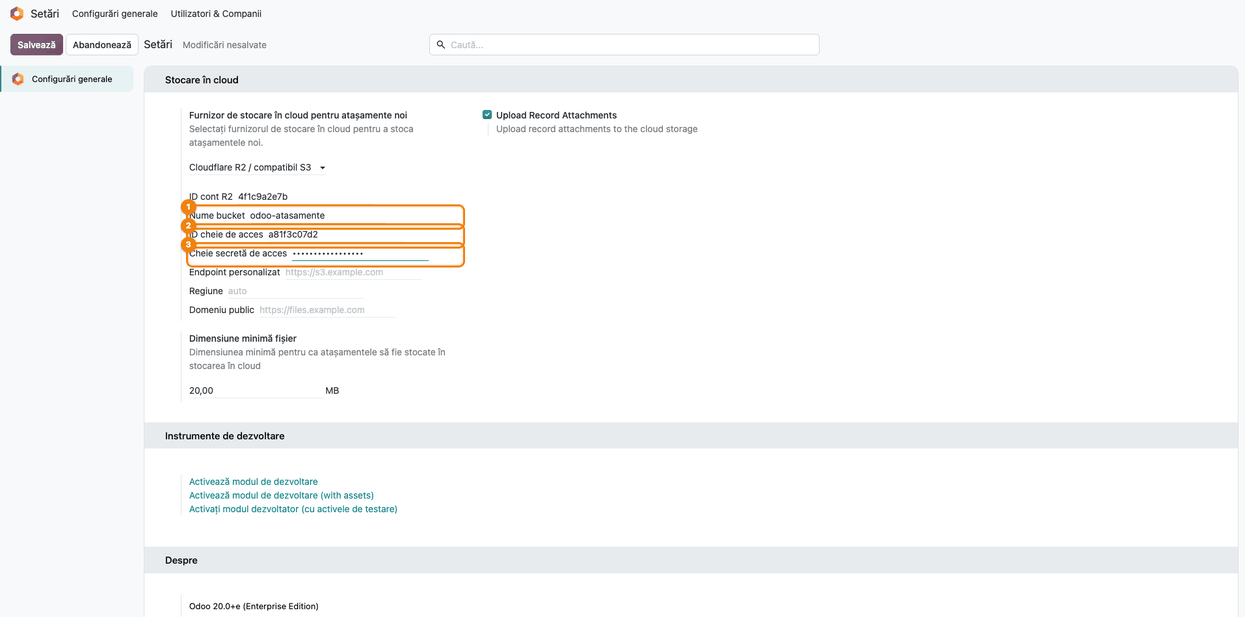 Setări Configurări generale Utilizatori & Companii
Salvează Abandonează Setări Modificări nesalvate Caută...
Configurări generale
Stocare în cloud
Furnizor de stocare în cloud pentru atașamente noi
Selectați furnizorul de stocare în cloud pentru a stoca
atașamentele noi.
Upload Record Attachments
Upload record attachments to the cloud storage
Cloudflare R2 / compatibil S3
ID cont R2 4f1c9a2e7b
1
Nume bucket odoo-atasamente
2
ID cheie de acces a81f3c07d2
3
Cheie secretă de acces •••••••••••••••••
Endpoint personalizat https://s3.example.com
Regiune auto
Domeniu public https://files.example.com
Dimensiune minimă fișier
Dimensiunea minimă pentru ca atașamentele să fie stocate în
stocarea în cloud
20,00 MB
Instrumente de dezvoltare
Activează modul de dezvoltare
Activează modul de dezvoltare (with assets)
Activați modul dezvoltator (cu activele de testare)
Despre
Odoo 20.0+e (Enterprise Edition)